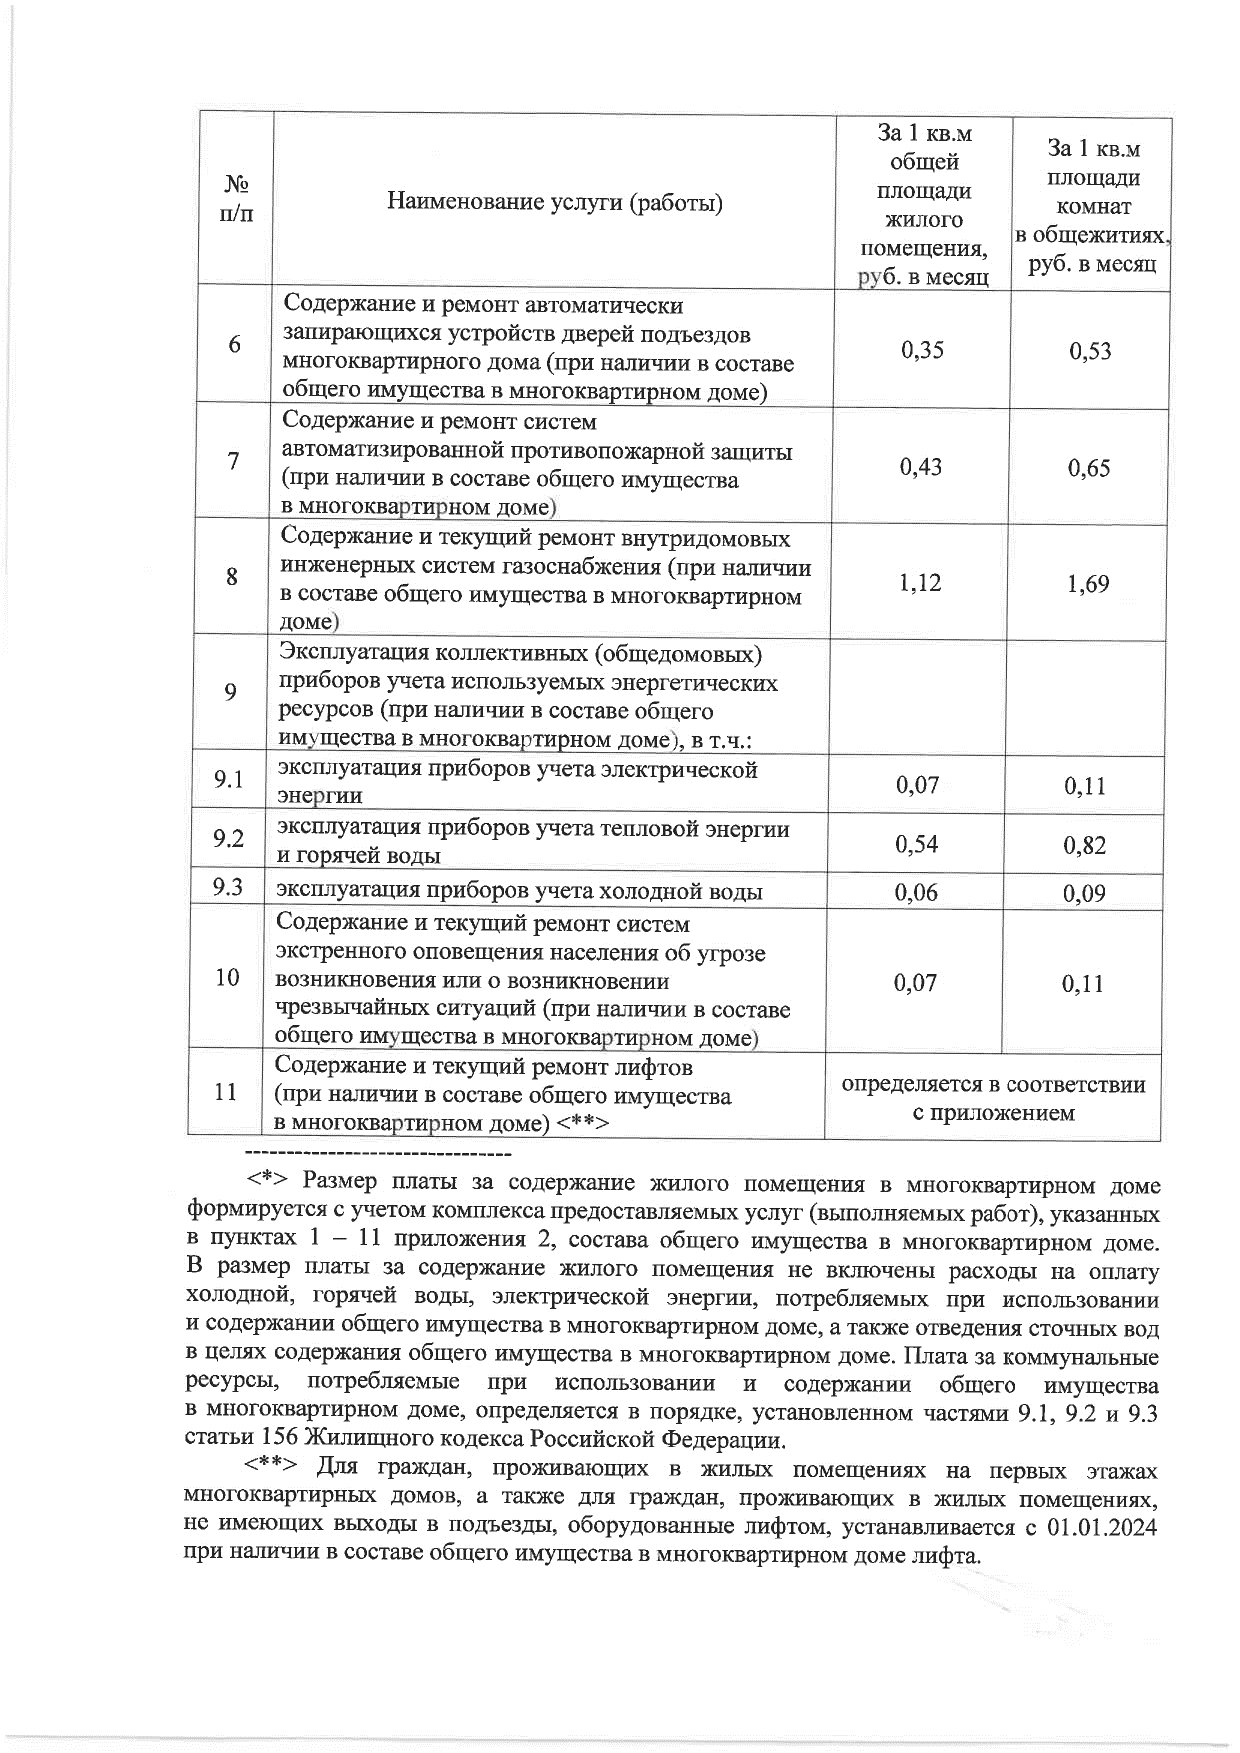 №
п/п
Наименование услуги (работы)
За 1 кв.м
общей
площади
жилого
помещения,
руб. в месяц
За 1 кв.м
площади
комнат
в общежитиях,
руб. в месяц
6
Содержание и ремонт автоматически
запирающихся устройств дверей подъездов
многоквартирного дома (при наличии в составе
общего имущества в многоквартирном доме)
0,35
0,53
7
Содержание и ремонт систем
автоматизированной противопожарной защиты
(при наличии в составе общего имущества
в многоквартирном доме)
0,43
0,65
8
Содержание и текущий ремонт внутридомовых
инженерных систем газоснабжения (при наличии
в составе общего имущества в многоквартирном
доме)
1,12
1,69
9
Эксплуатация коллективных (общедомовых)
приборов учета используемых энергетических
ресурсов (при наличии в составе общего
имущества в многоквартирном доме), в т.ч.:
9.1
эксплуатация приборов учета электрической
энергии
0,07
0,11
9.2
эксплуатация приборов учета тепловой энергии
и горячей воды
0,54
0,82
9.3
эксплуатация приборов учета холодной воды
0,06
0,09
10
Содержание и текущий ремонт систем
экстренного оповещения населения об угрозе
возникновения или о возникновении
чрезвычайных ситуаций (при наличии в составе
общего имущества в многоквартирном доме)
0,07
0,11
11
Содержание и текущий ремонт лифтов
(при наличии в составе общего имущества
в многоквартирном доме) <**>
определяется в соответствии
с приложением
--------------------------------
<*> Размер платы за содержание жилого помещения в многоквартирном доме
формируется с учетом комплекса предоставляемых услуг (выполняемых работ), указанных
в пунктах 1 – 11 приложения 2, состава общего имущества в многоквартирном доме.
В размер платы за содержание жилого помещения не включены расходы на оплату
холодной, горячей воды, электрической энергии, потребляемых при использовании
и содержании общего имущества в многоквартирном доме, а также отведения сточных вод
в целях содержания общего имущества в многоквартирном доме. Плата за коммунальные
ресурсы, потребляемые при использовании и содержании общего имущества
в многоквартирном доме, определяется в порядке, установленном частями 9.1, 9.2 и 9.3
статьи 156 Жилищного кодекса Российской Федерации.
<**> Для граждан, проживающих в жилых помещениях на первых этажах
многоквартирных домов, а также для граждан, проживающих в жилых помещениях,
не имеющих выходы в подъезды, оборудованные лифтом, устанавливается с 01.01.2024
при наличии в составе общего имущества в многоквартирном доме лифта.